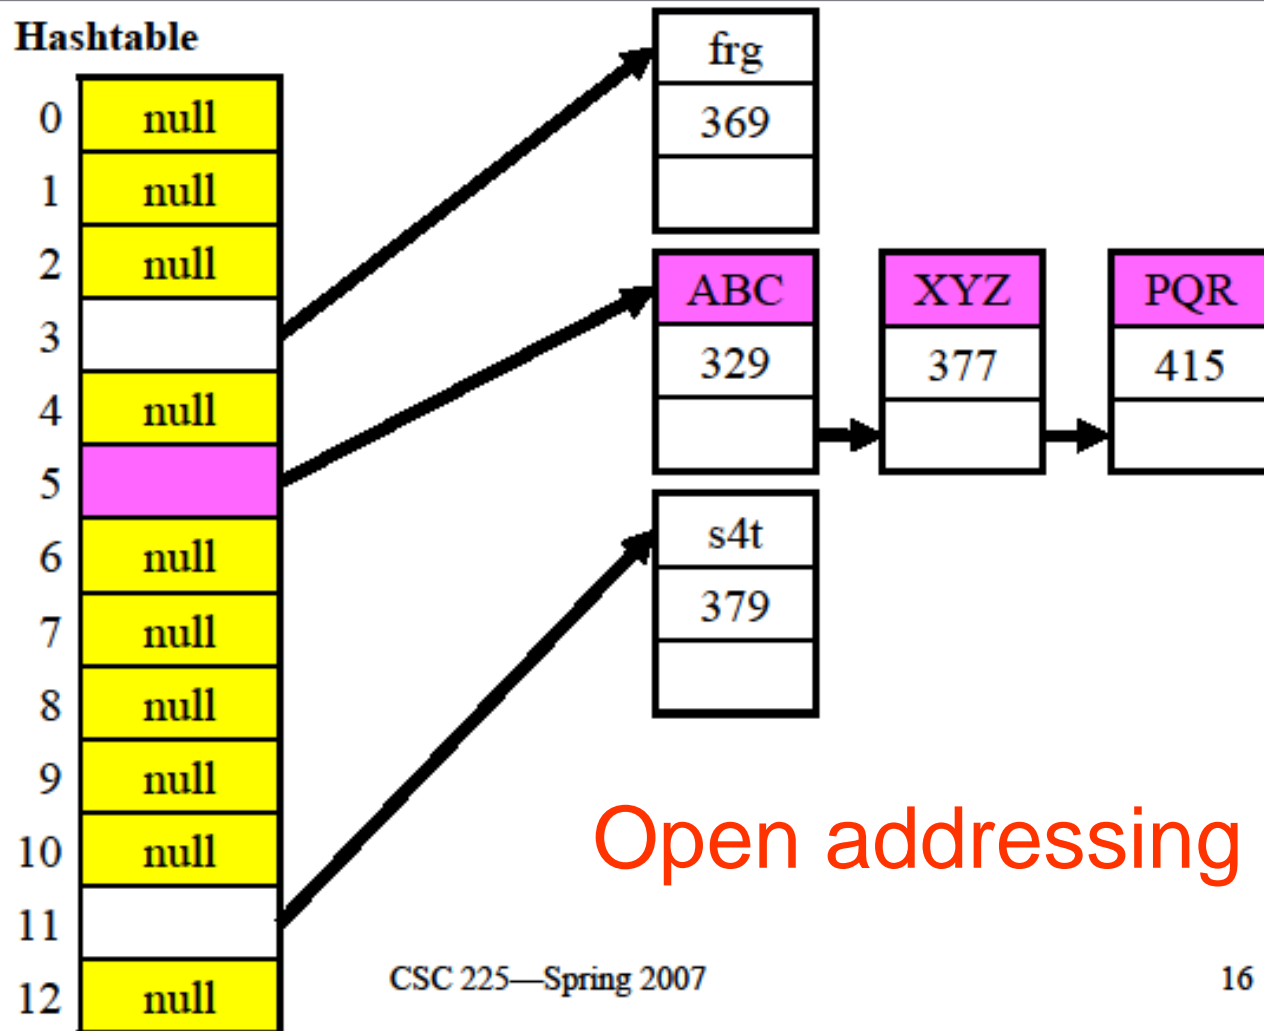 Hashtable
0 null
1 null
2 null
3
4 null
5
6 null
7 null
8 null
9 null
10 null
11
12 null
frg
369
ABC
329
XYZ
377
PQR
415
s4t
379
Open addressing
CSC 225—Spring 2007
16